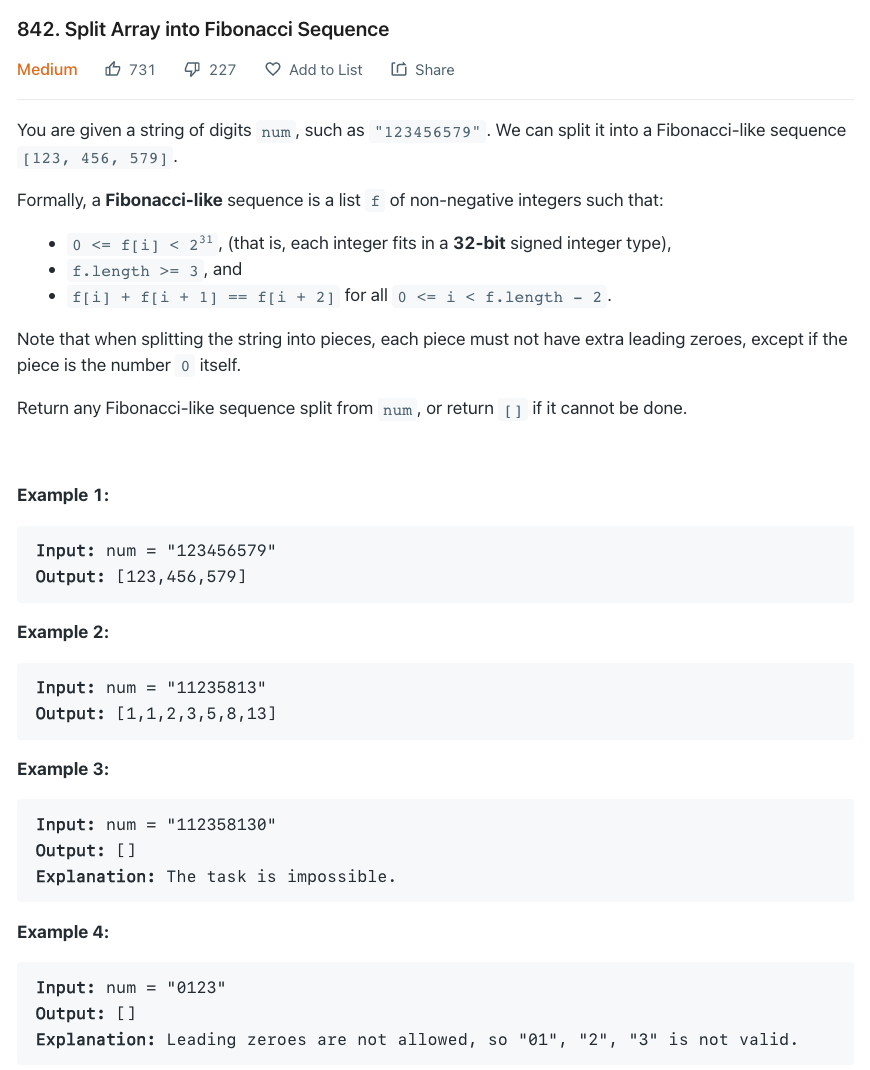 842. Split Array into Fibonacci Sequence
Medium 731 227 Add to List Share
You are given a string of digits num, such as "123456579". We can split it into a Fibonacci-like sequence
[123, 456, 579].
Formally, a Fibonacci-like sequence is a list f of non-negative integers such that:
• 0 <= f[i] < 2³¹, (that is, each integer fits in a 32-bit signed integer type),
• f.length >= 3, and
• f[i] + f[i + 1] == f[i + 2] for all 0 <= i < f.length - 2.
Note that when splitting the string into pieces, each piece must not have extra leading zeroes, except if the
piece is the number 0 itself.
Return any Fibonacci-like sequence split from num, or return [] if it cannot be done.
Example 1:
Input: num = "123456579"
Output: [123,456,579]
Example 2:
Input: num = "11235813"
Output: [1,1,2,3,5,8,13]
Example 3:
Input: num = "112358130"
Output: []
Explanation: The task is impossible.
Example 4:
Input: num = "0123"
Output: []
Explanation: Leading zeroes are not allowed, so "01", "2", "3" is not valid.